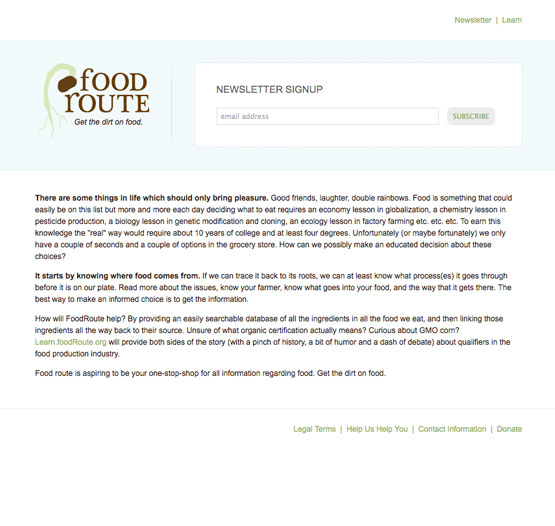 Newsletter | Learn
food
route
Get the dirt on food.
NEWSLETTER SIGNUP
email address
SUBSCRIBE
There are some things in life which should only bring pleasure. Good friends, laughter, double rainbows. Food is something that could
easily be on this list but more and more each day deciding what to eat requires an economy lesson in globalization, a chemistry lesson in
pesticide production, a biology lesson in genetic modification and cloning, an ecology lesson in factory farming etc. etc. etc. To earn this
knowledge the "real" way would require about 10 years of college and at least four degrees. Unfortunately (or maybe fortunately) we only
have a couple of seconds and a couple of options in the grocery store. How can we possibly make an educated decision about these
choices?
It starts by knowing where food comes from. If we can trace it back to its roots, we can at least know what process(es) it goes through
before it is on our plate. Read more about the issues, know your farmer, know what goes into your food, and the way that it gets there. The
best way to make an informed choice is to get the information.
How will FoodRoute help? By providing an easily searchable database of all the ingredients in all the food we eat, and then linking those
ingredients all the way back to their source. Unsure of what organic certification actually means? Curious about GMO corn?
Learn.foodRoute.org will provide both sides of the story (with a pinch of history, a bit of humor and a dash of debate) about qualifiers in the
food production industry.
Food route is aspiring to be your one-stop-shop for all information regarding food. Get the dirt on food.
Legal Terms | Help Us Help You | Contact Information | Donate